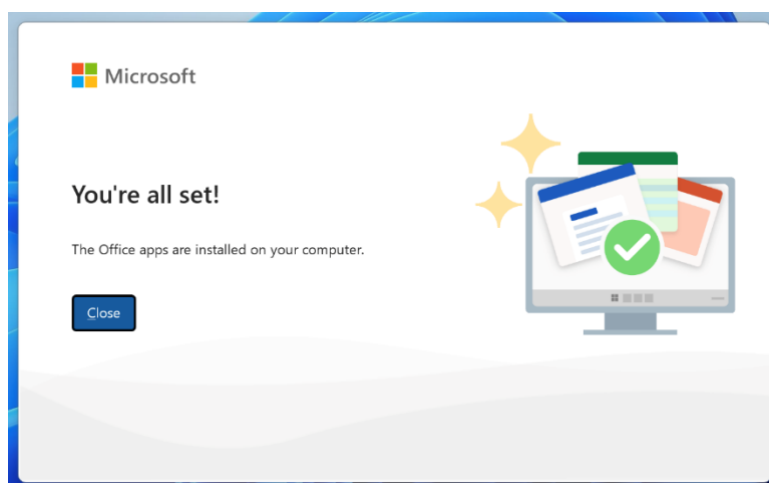 Microsoft
You're all set!
The Office apps are installed on your computer.
Close